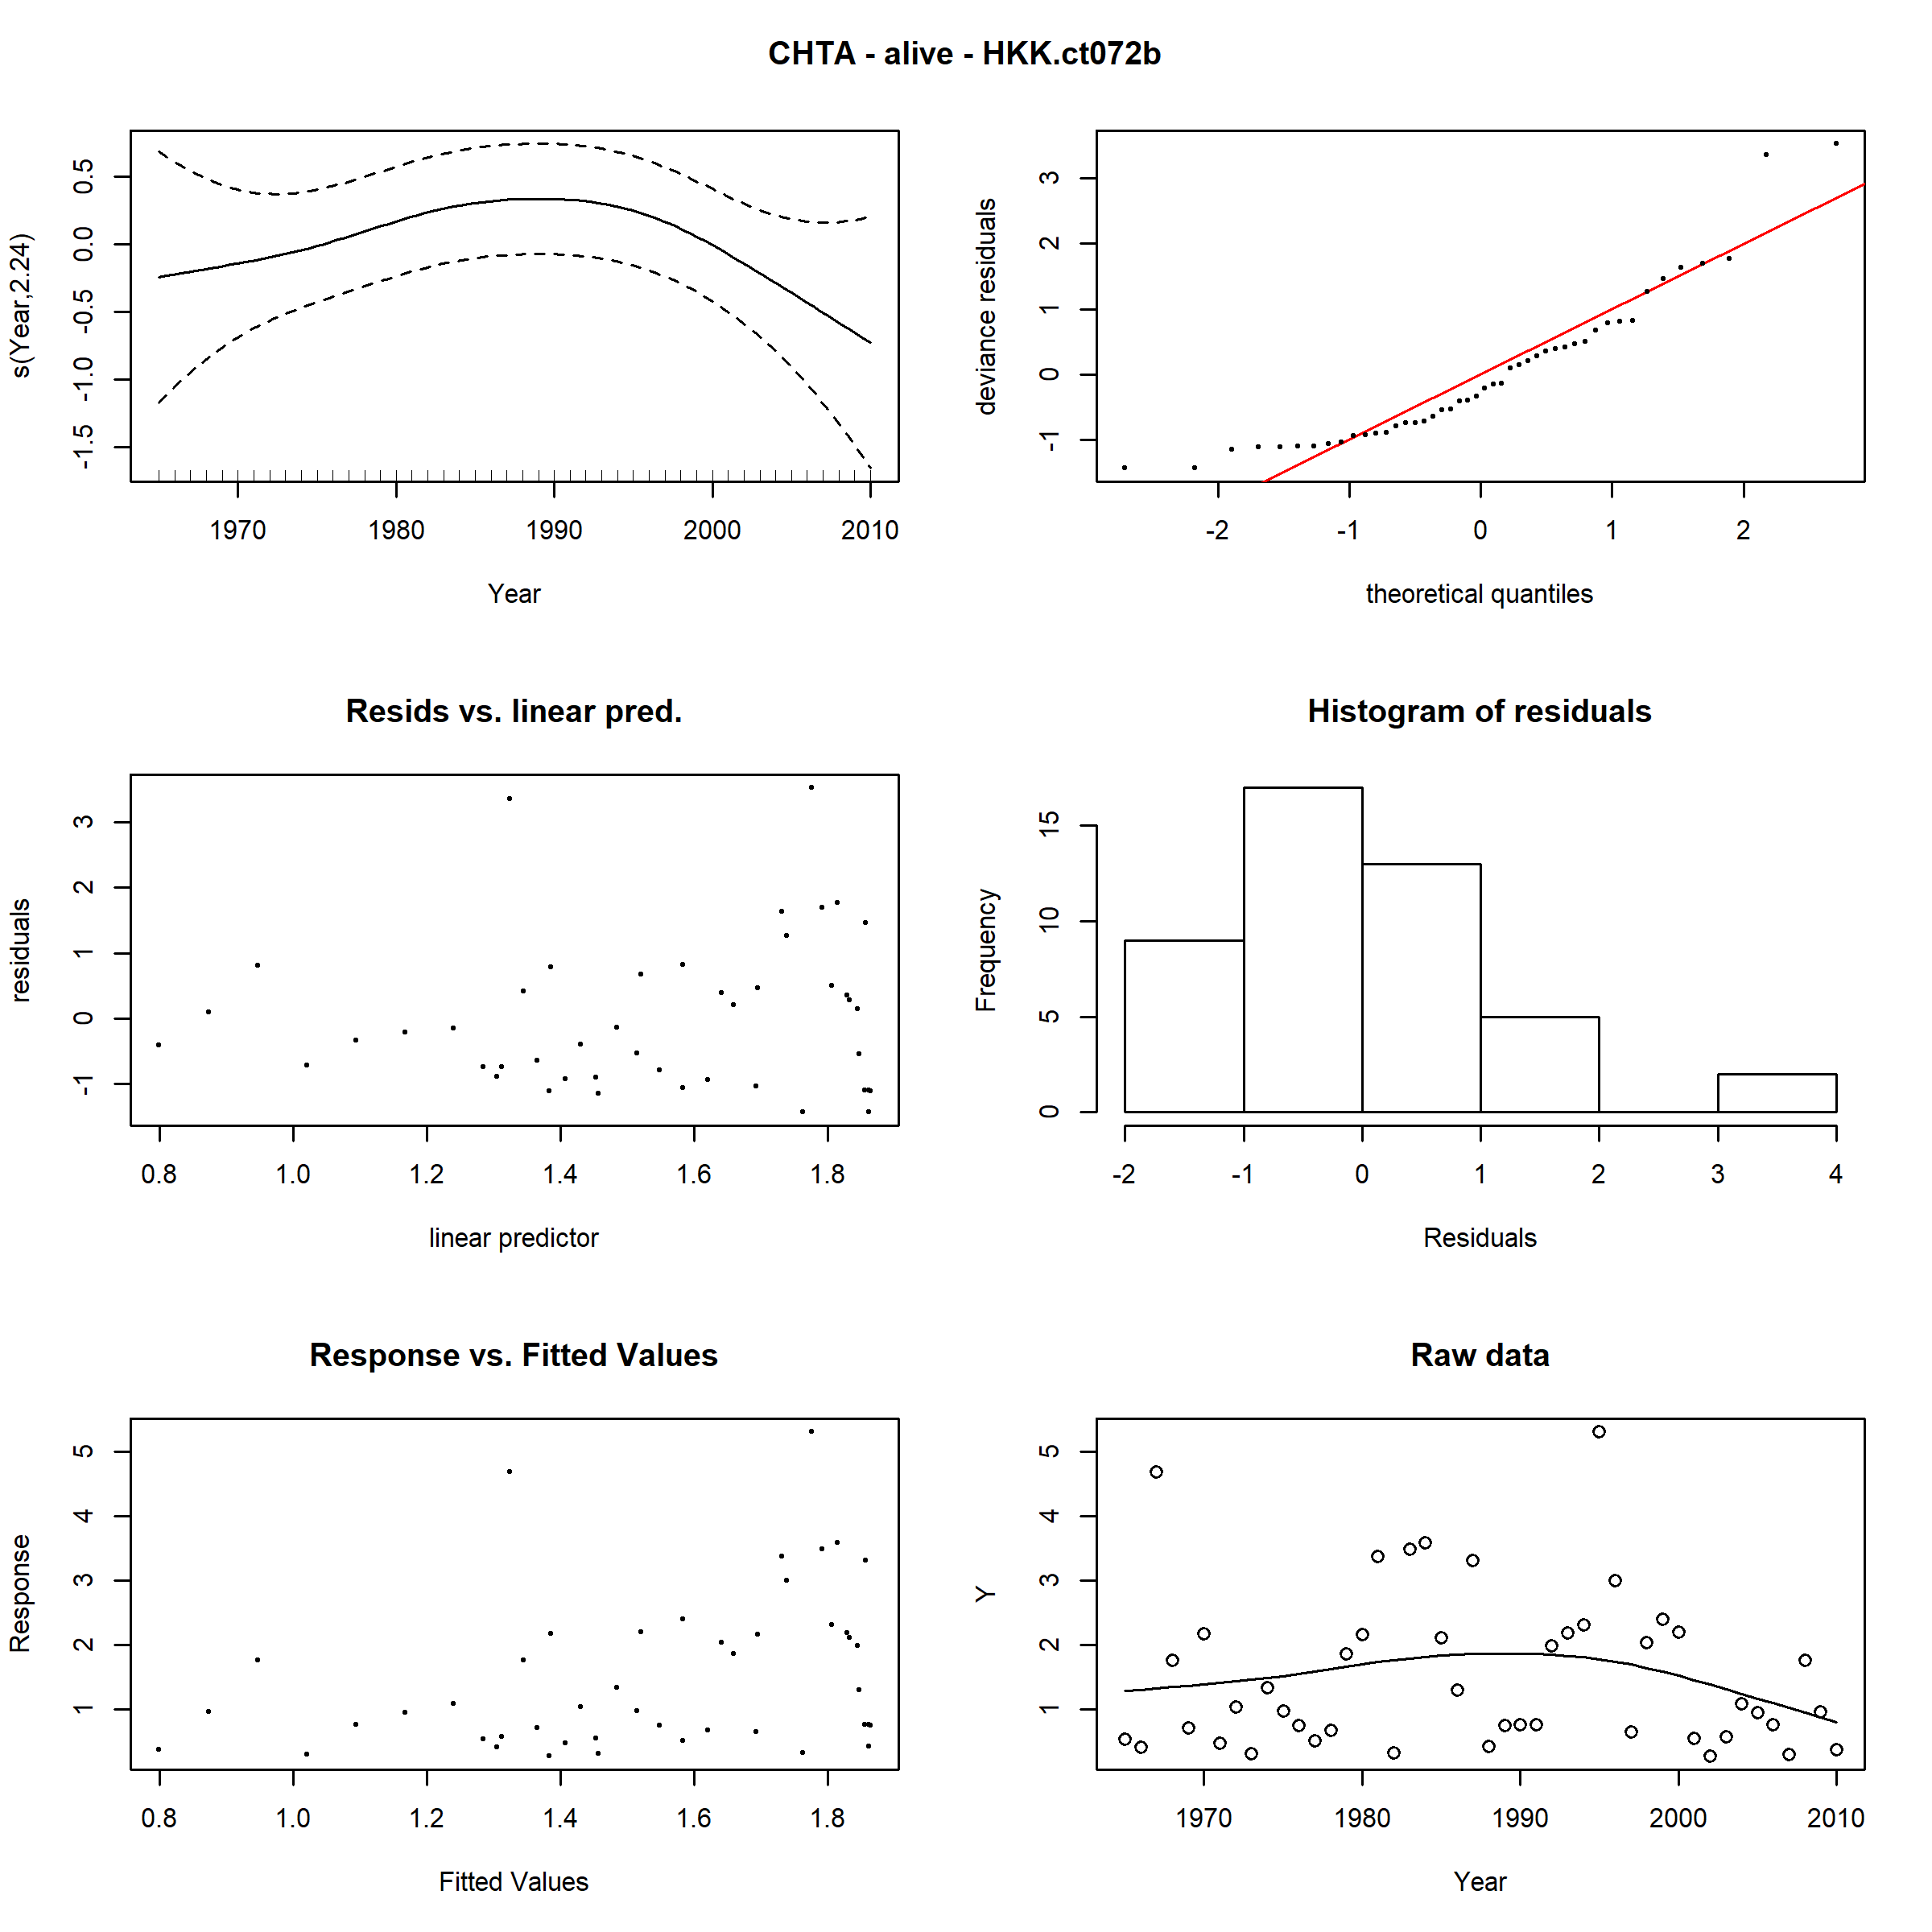 CHTA - alive - HKK.ct072b
s(Year,2.24)
0.5
0.0
-0.5
-1.0
-1.5
1970 1980 1990 2000 2010
Year
deviance residuals
3
2
1
0
-1
-2 -1 0 1 2
theoretical quantiles
Resids vs. linear pred.
residuals
3
2
1
0
-1
0.8 1.0 1.2 1.4 1.6 1.8
linear predictor
Histogram of residuals
Frequency
15
10
5
0
-2 -1 0 1 2 3 4
Residuals
Response vs. Fitted Values
Response
5
4
3
2
1
0.8 1.0 1.2 1.4 1.6 1.8
Fitted Values
Raw data
Y
5
4
3
2
1
1970 1980 1990 2000 2010
Year